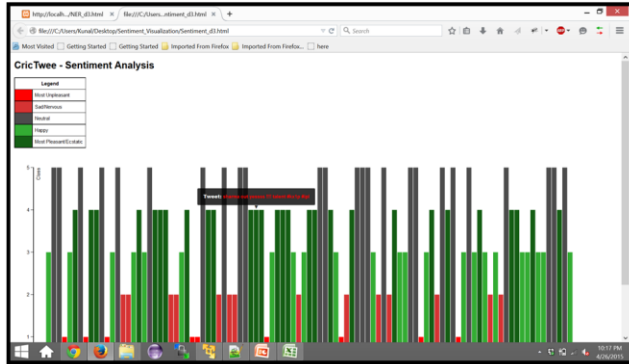 http://localh.../NER_d3.html × file:///C:/Users...ntiment_d3.html × +
file:///C:/Users/Kunal/Desktop/Sentiment_Visualization/Sentiment_d3.html Search
Most Visited Getting Started Getting Started Imported From Firefox Imported From Firefox... here
CricTwee - Sentiment Analysis
Legend
Most Unpleasant
Sad/Nervous
Neutral
Happy
Most Pleasant/Ecstatic
5
Class
Tweet:
4
3
2
1
10:17 PM
4/26/2015